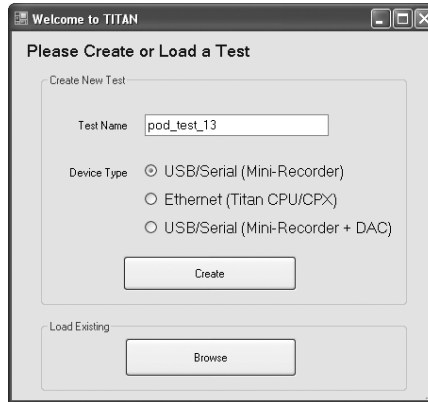 Welcome to TITAN
Please Create or Load a Test
Create New Test
Test Name pod_test_13
Device Type USB/Serial (Mini-Recorder)
Ethernet (Titan CPU/CPX)
USB/Serial (Mini-Recorder + DAC)
Create
Load Existing
Browse